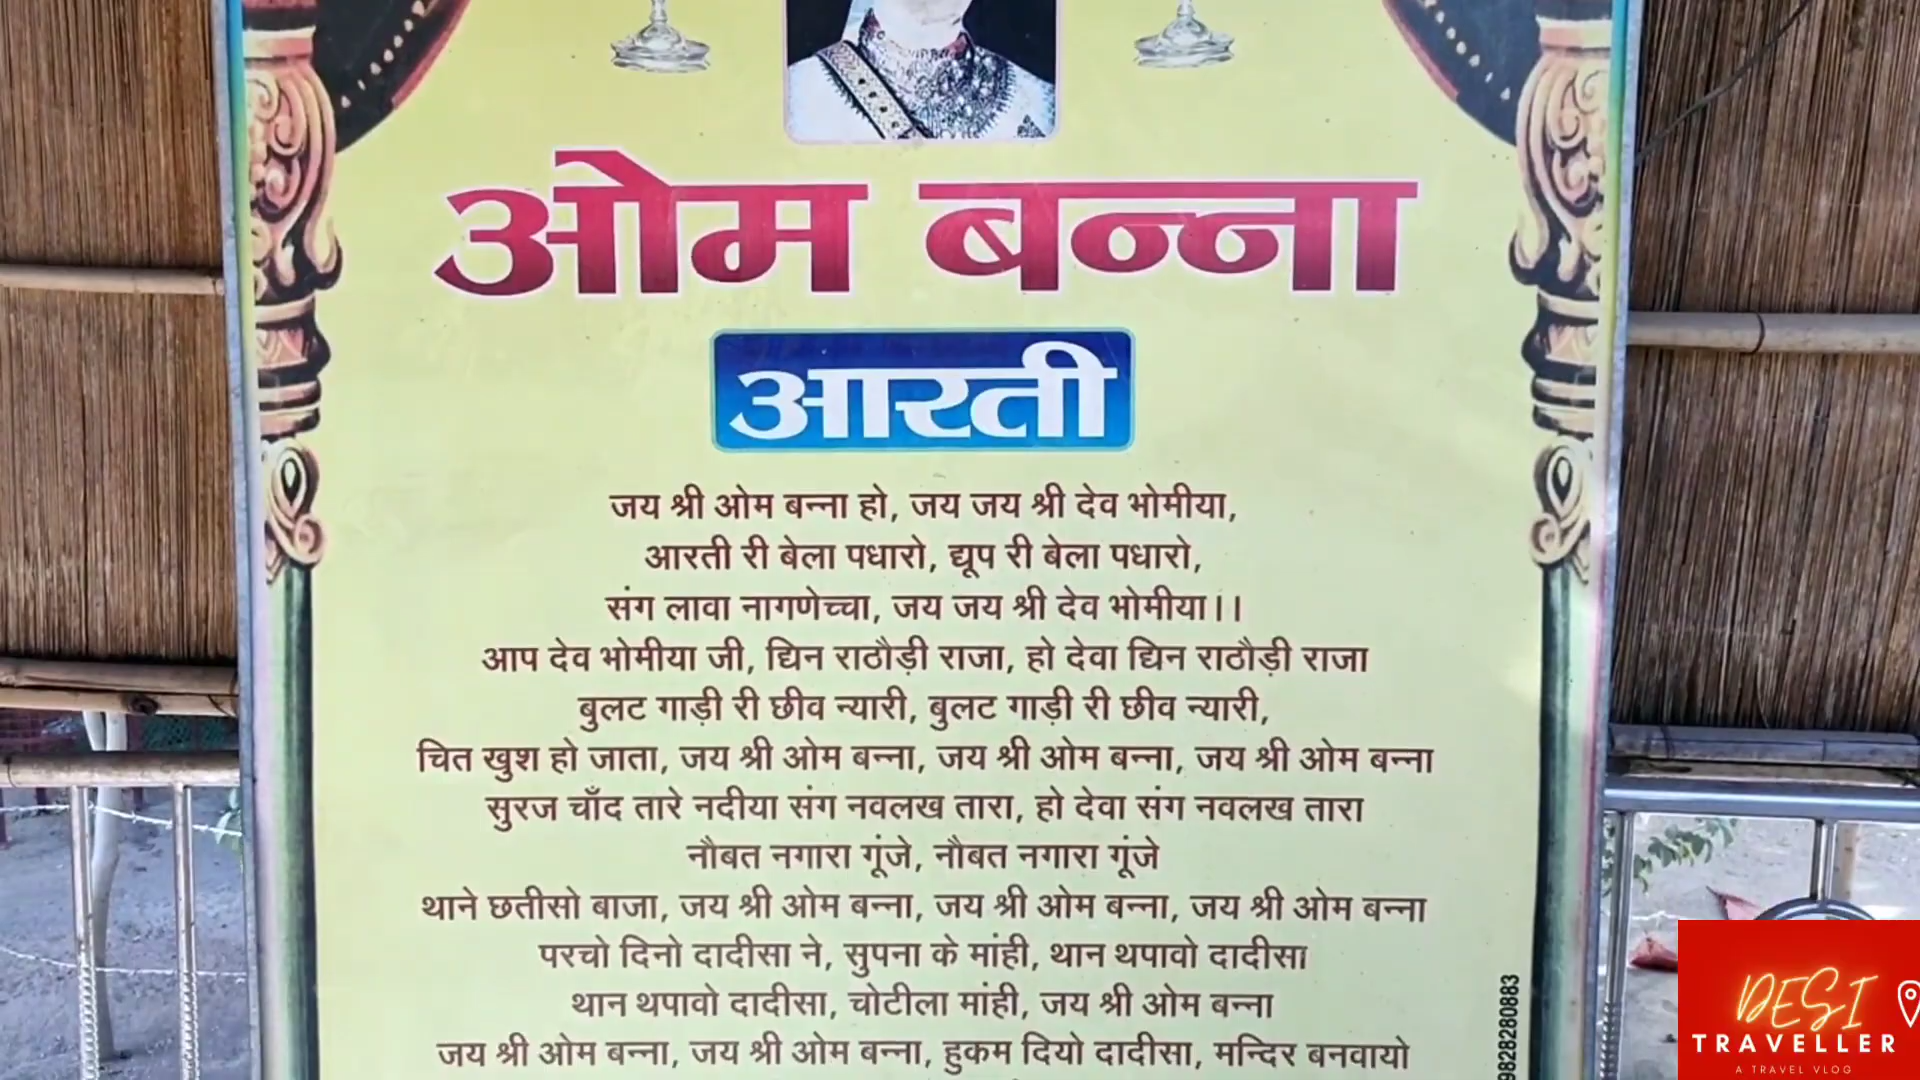 ओम बन्ना
आरती
जय श्री ओम बन्ना हो, जय जय श्री देव भोमीया,
आरती री बेला पधारो, द्यूप री बेला पधारो,
संग लावा नागणेच्चा, जय जय श्री देव भोमीया।।
आप देव भोमीया जी, द्यिन राठौड़ी राजा, हो देवा द्यिन राठौड़ी राजा
बुलट गाड़ी री छीव न्यारी, बुलट गाड़ी री छीव न्यारी,
चित खुश हो जाता, जय श्री ओम बन्ना, जय श्री ओम बन्ना, जय श्री ओम बन्ना
सुरज चाँद तारे नदीया संग नवलख तारा, हो देवा संग नवलख तारा
नौबत नगारा गूंजे, नौबत नगारा गूंजे
थाने छतीसो बाजा, जय श्री ओम बन्ना, जय श्री ओम बन्ना, जय श्री ओम बन्ना
परचो दिनो दादीसा ने, सुपना के मांही, थान थपावो दादीसा
थान थपावो दादीसा, चोटीला मांही, जय श्री ओम बन्ना
जय श्री ओम बन्ना, जय श्री ओम बन्ना, हुकम दियो दादीसा, मन्दिर बनवायो
9828280883
DESI
TRAVELLER
A TRAVEL VLOG